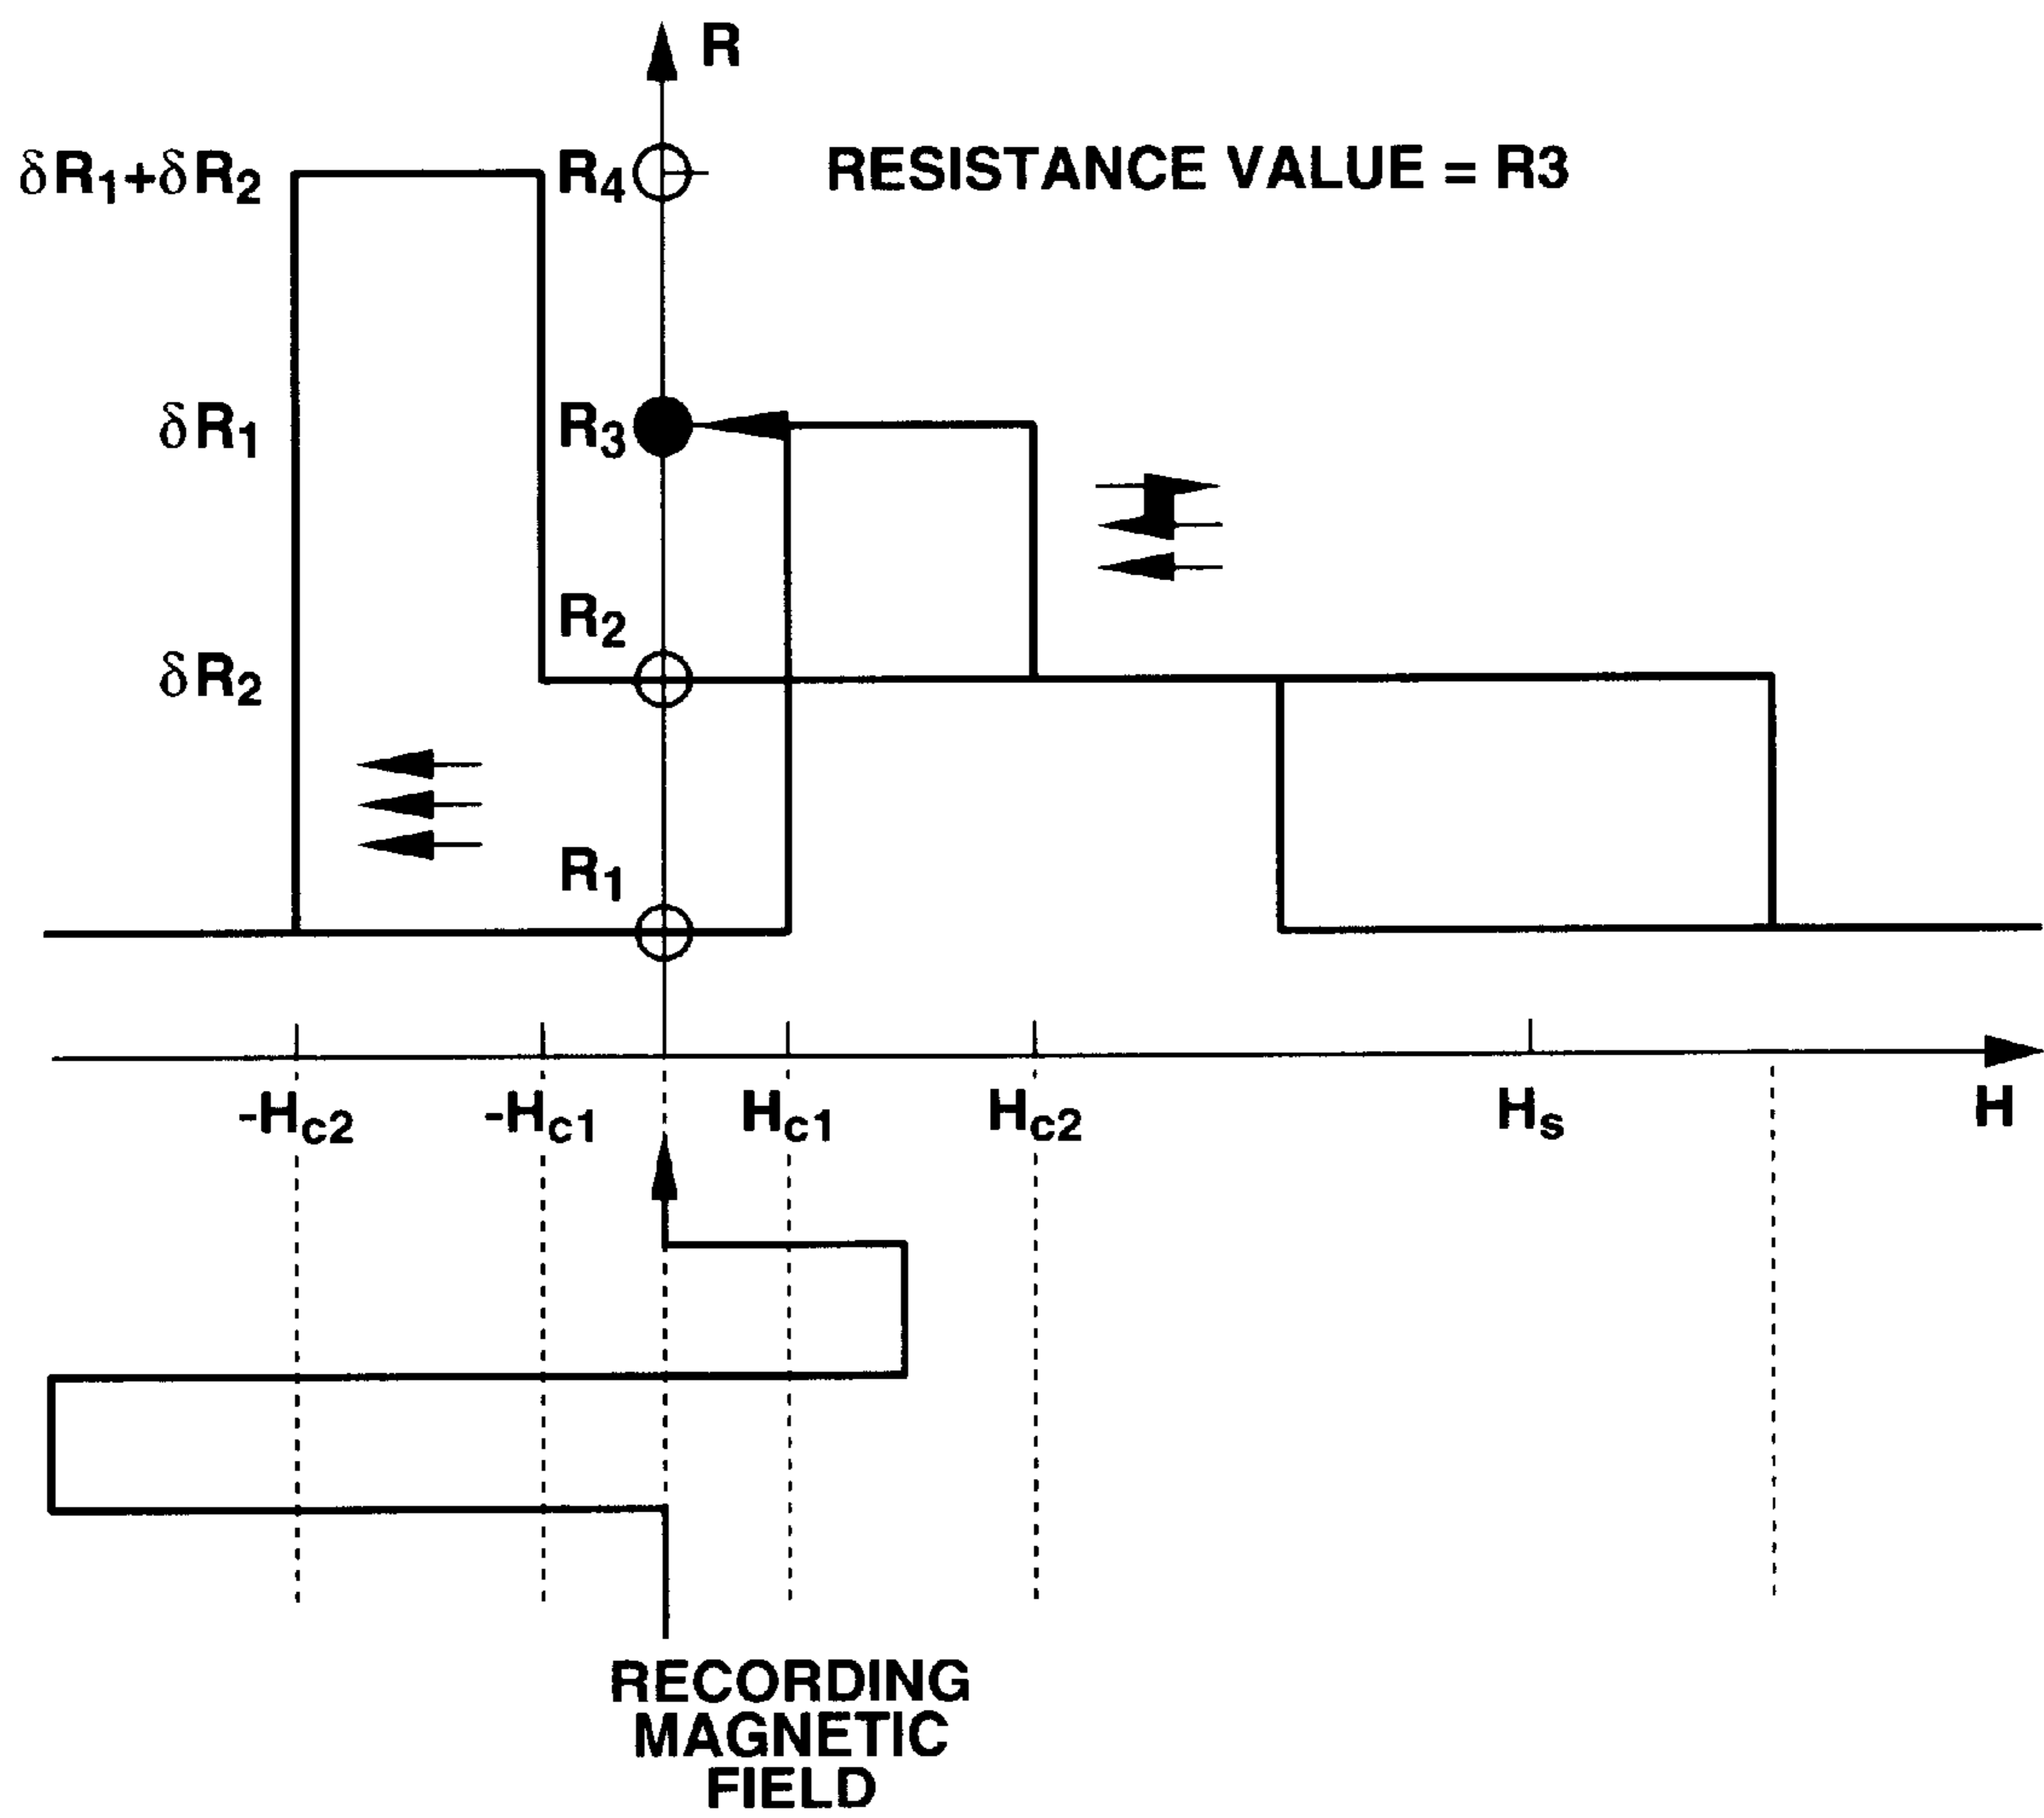 R
δR₁+δR₂ R₄ RESISTANCE VALUE = R3
δR₁ R₃
R₂
δR₂
R₁
-Hc2 -Hc1 Hc1 Hc2 Hs H
RECORDING
MAGNETIC
FIELD